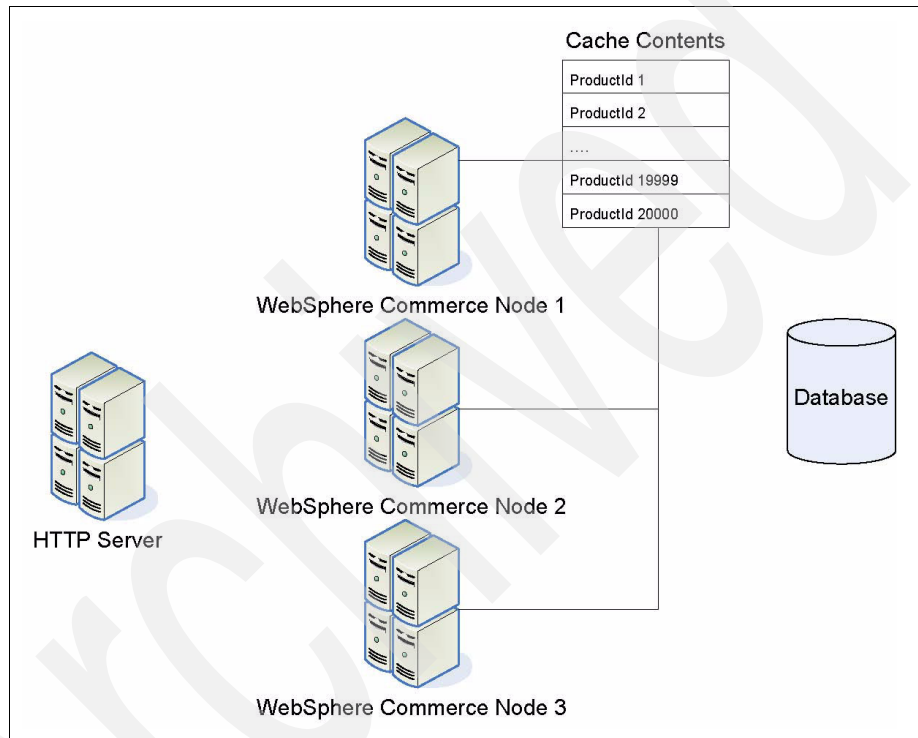 Cache Contents
ProductId 1
ProductId 2
....
ProductId 19999
ProductId 20000
WebSphere Commerce Node 1
Database
WebSphere Commerce Node 2
HTTP Server
WebSphere Commerce Node 3
rchived